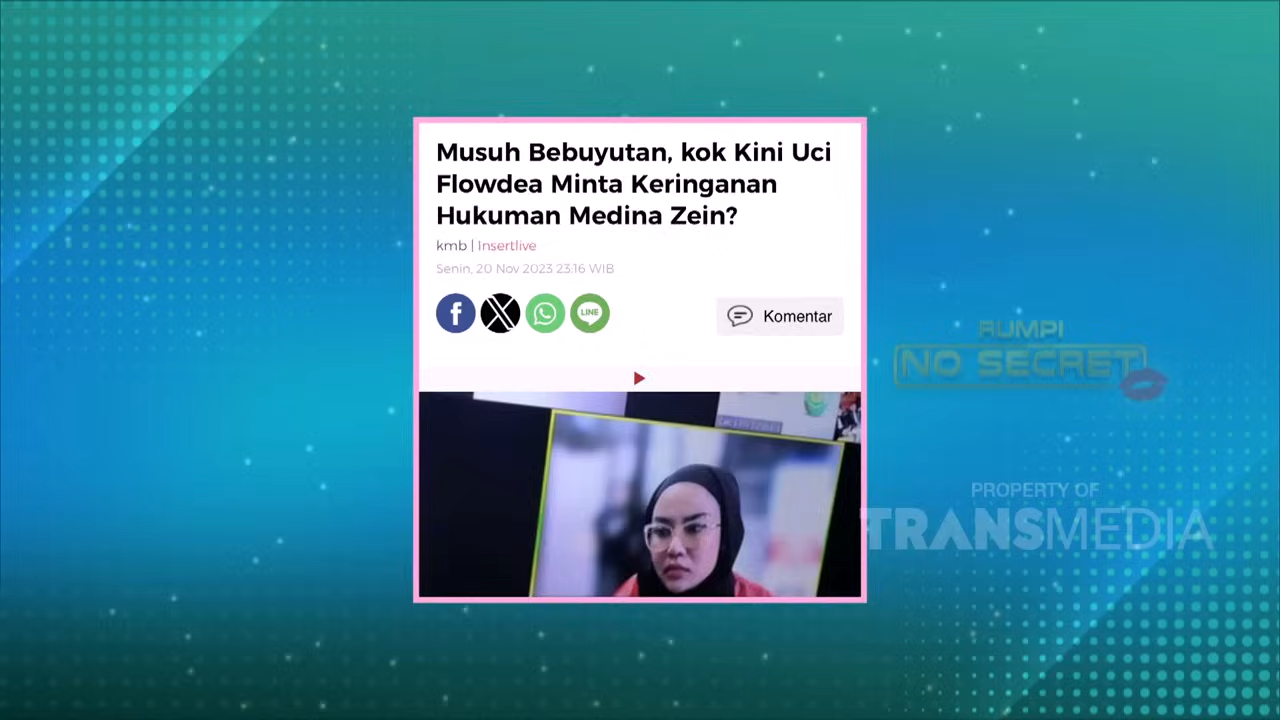 Musuh Bebuyutan, kok Kini Uci
Flowdea Minta Keringanan
Hukuman Medina Zein?
kmb | Insertlive
Senin, 20 Nov 2023 23:16 WIB
f
LINE
Komentar
RUMPI
NO SECRET
PROPERTY OF
TRANSMEDIA